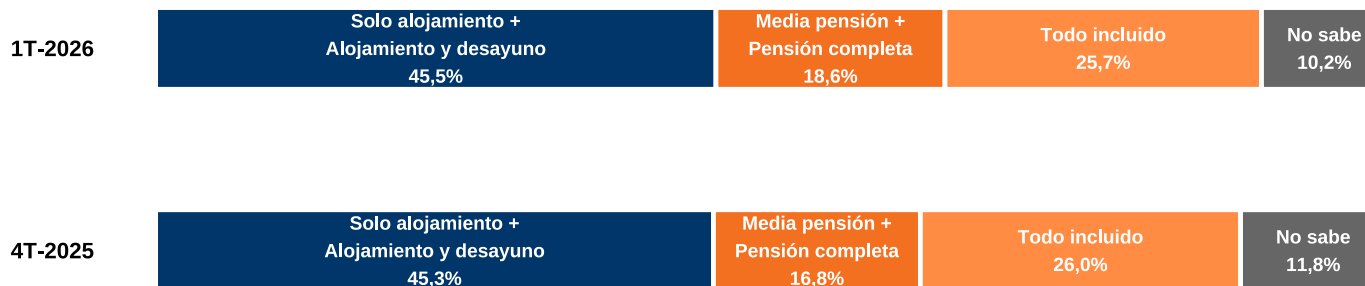 1T-2026
Solo alojamiento +
Alojamiento y desayuno
45,5%
Media pensión +
Pensión completa
18,6%
Todo incluido
25,7%
No sabe
10,2%
4T-2025
Solo alojamiento +
Alojamiento y desayuno
45,3%
Media pensión +
Pensión completa
16,8%
Todo incluido
26,0%
No sabe
11,8%